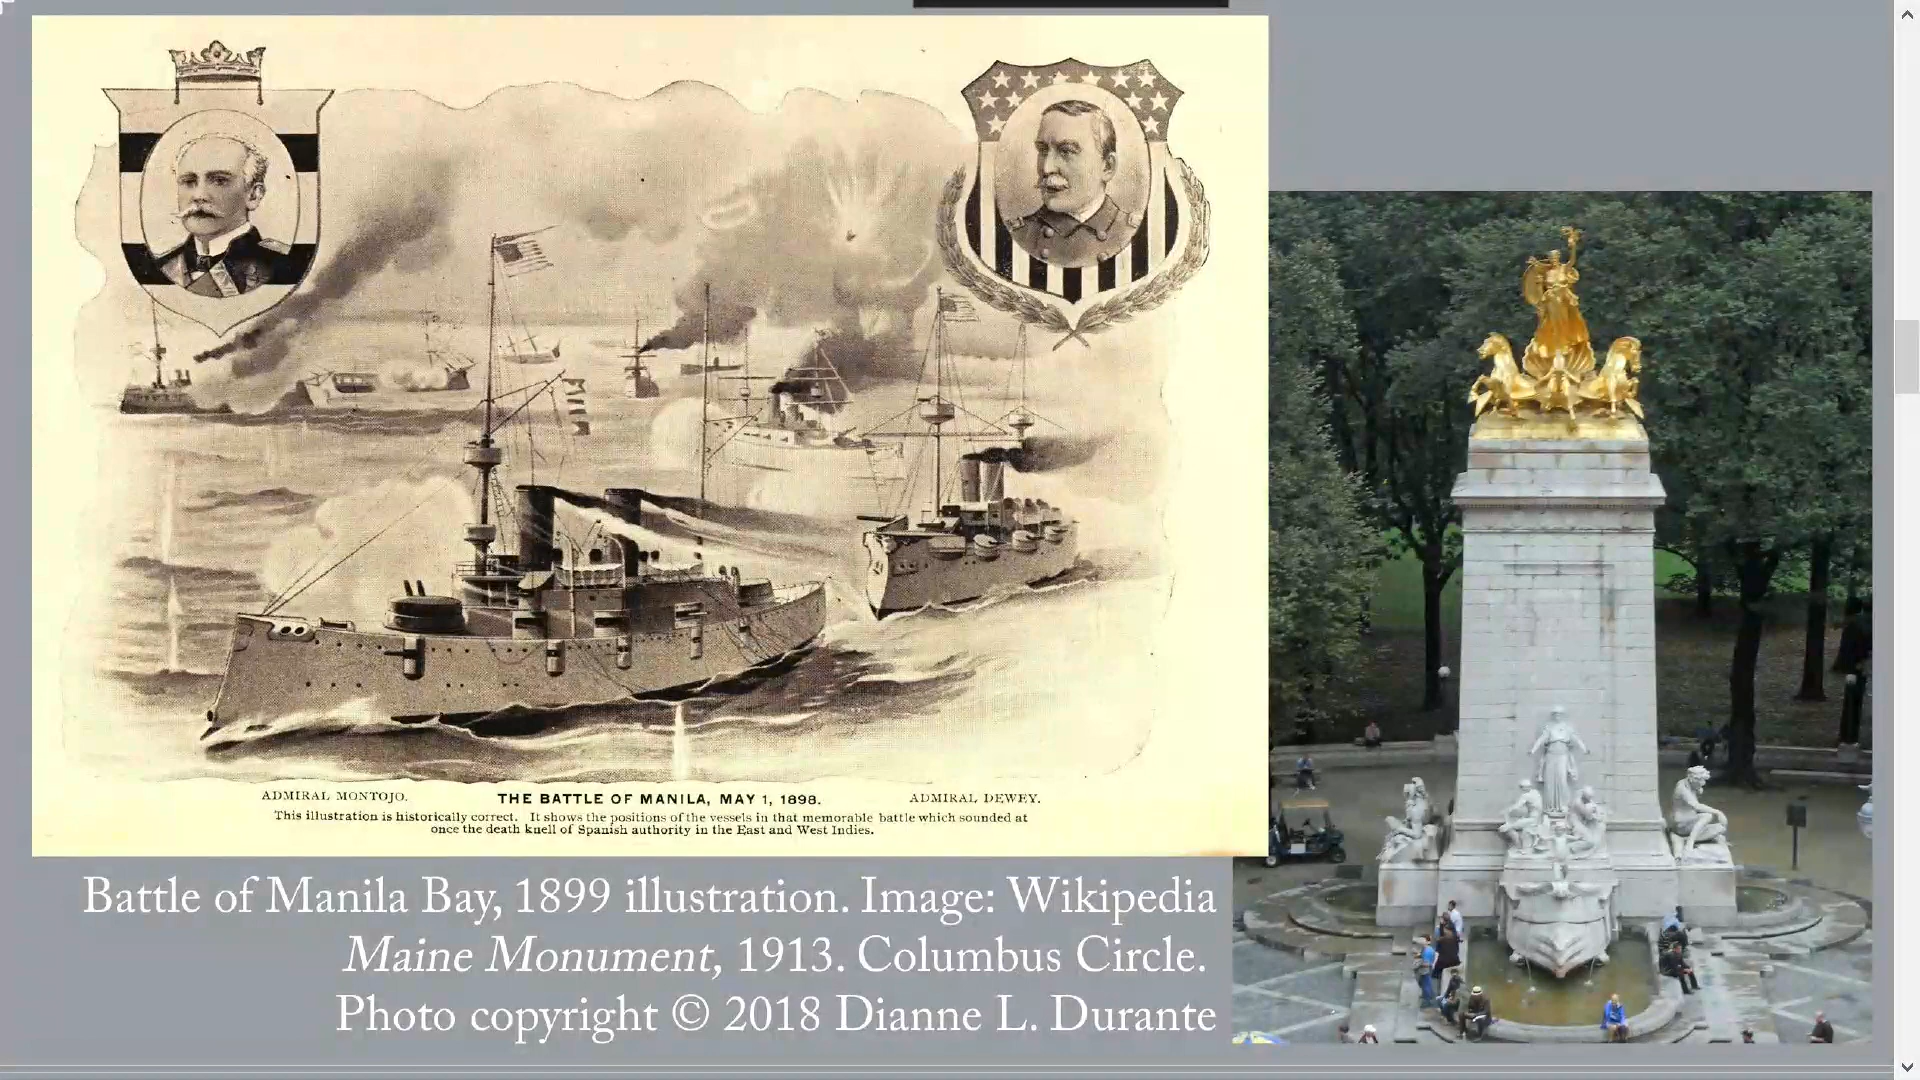 ADMIRAL MONTOJO. THE BATTLE OF MANILA, MAY 1, 1898. ADMIRAL DEWEY.
This illustration is historically correct. It shows the positions of the vessels in that memorable battle which sounded at
once the death knell of Spanish authority in the East and West Indies.
Battle of Manila Bay, 1899 illustration. Image: Wikipedia
Maine Monument, 1913. Columbus Circle.
Photo copyright © 2018 Dianne L. Durante